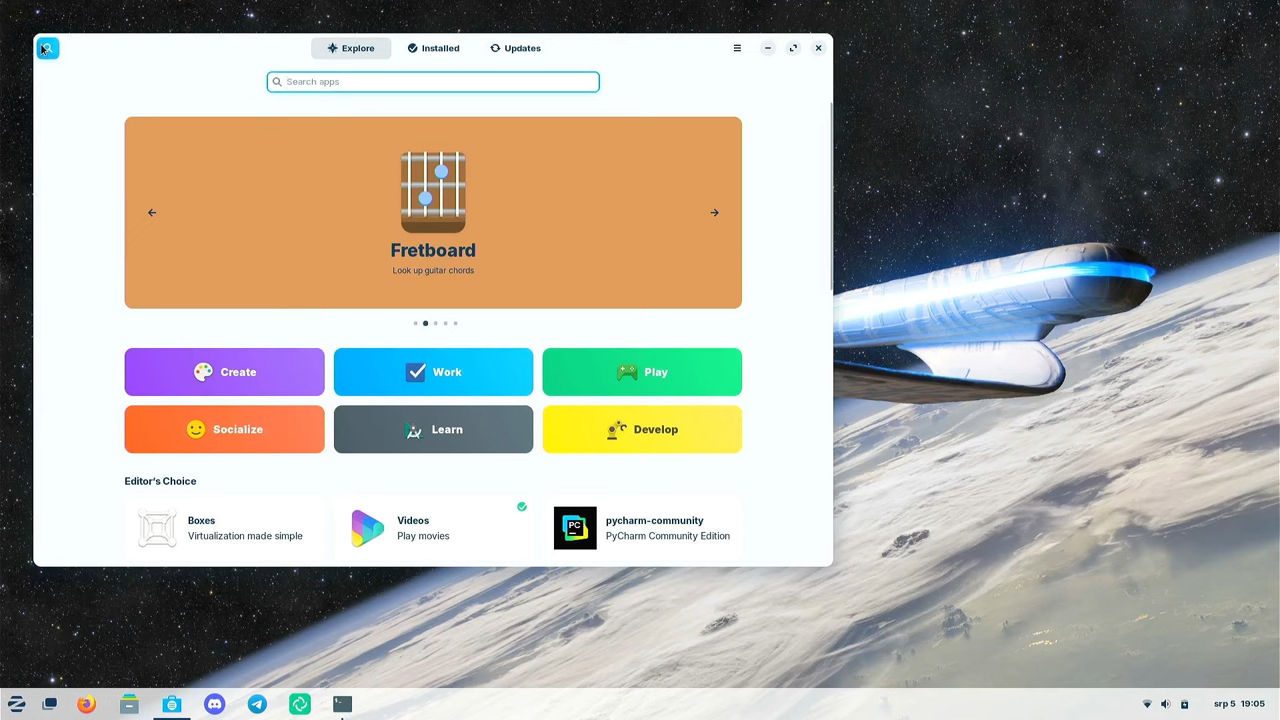 Explore
Installed
Updates
Search apps
Fretboard
Look up guitar chords
Create
Work
Play
Socialize
Learn
Develop
Editor's Choice
Boxes
Virtualization made simple
Videos
Play movies
PC
pycharm-community
PyCharm Community Edition
srp 5 19:05